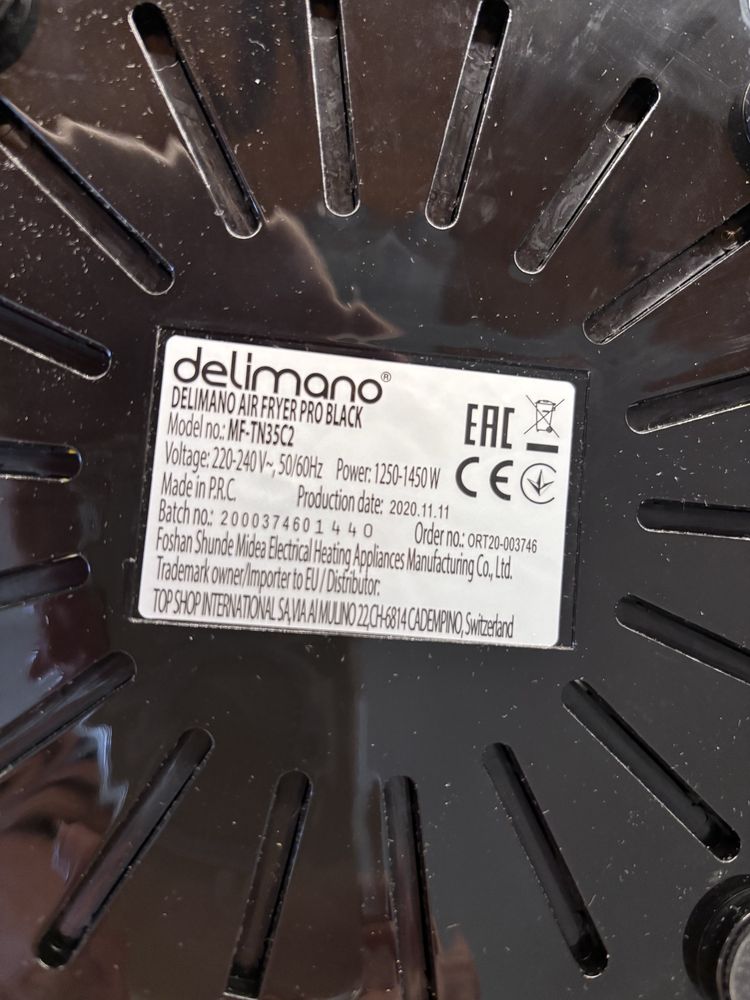 delimano®
DELIMANO AIR FRYER PRO BLACK
Model no.: MF-TN35C2
EAC
Voltage: 220-240 V~, 50/60Hz Power: 1250-1450 W
CE
Made in P.R.C. Production date: 2020.11.11
Batch no.: 2000374601440 Order no.: ORT20-003746
Foshan Shunde Midea Electrical Heating Appliances Manufacturing Co., Ltd.
Trademark owner/Importer to EU / Distributor:
TOP SHOP INTERNATIONAL SA, VIA AI MULINO 22, CH-6814 CADEMPINO, Switzerland